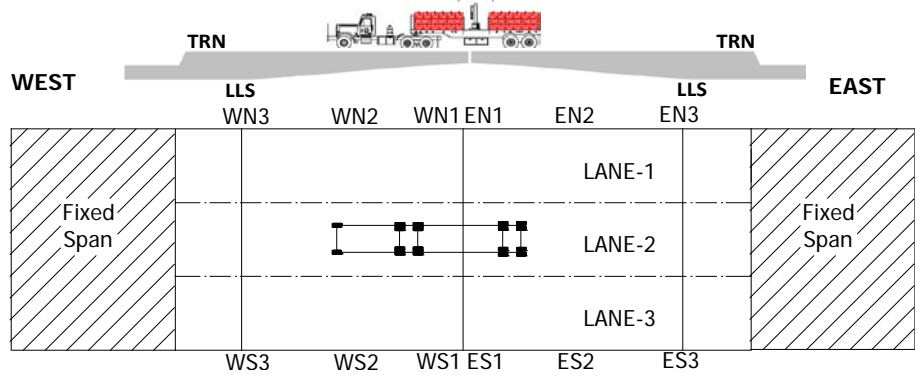 TRN TRN
WEST EAST
LLS LLS
WN3 WN2 WN1 EN1 EN2 EN3
LANE-1
Fixed Span
LANE-2
Fixed Span
LANE-3
WS3 WS2 WS1 ES1 ES2 ES3